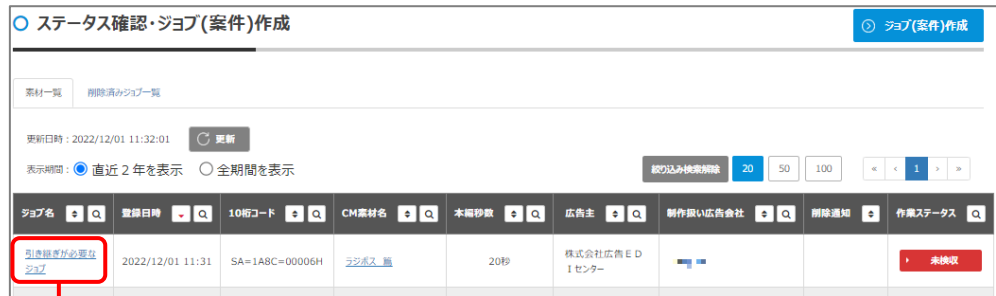 ステータス確認・ジョブ(案件)作成
ジョブ(案件)作成
素材一覧 削除済みジョブ一覧
更新日時 : 2022/12/01 11:32:01 更新
表示期間 : 直近２年を表示 全期間を表示
絞り込み検索解除 20 50 100 « < 1 > »
ジョブ名 登録日時 10桁コード CM素材名 本編秒数 広告主 制作扱い広告会社 削除通知 作業ステータス
引き継ぎが必要な
ジョブ
2022/12/01 11:31 SA=1A8C=00006H ラジポス 篇 20秒
株式会社広告ＥＤ
Ｉセンター
未検収